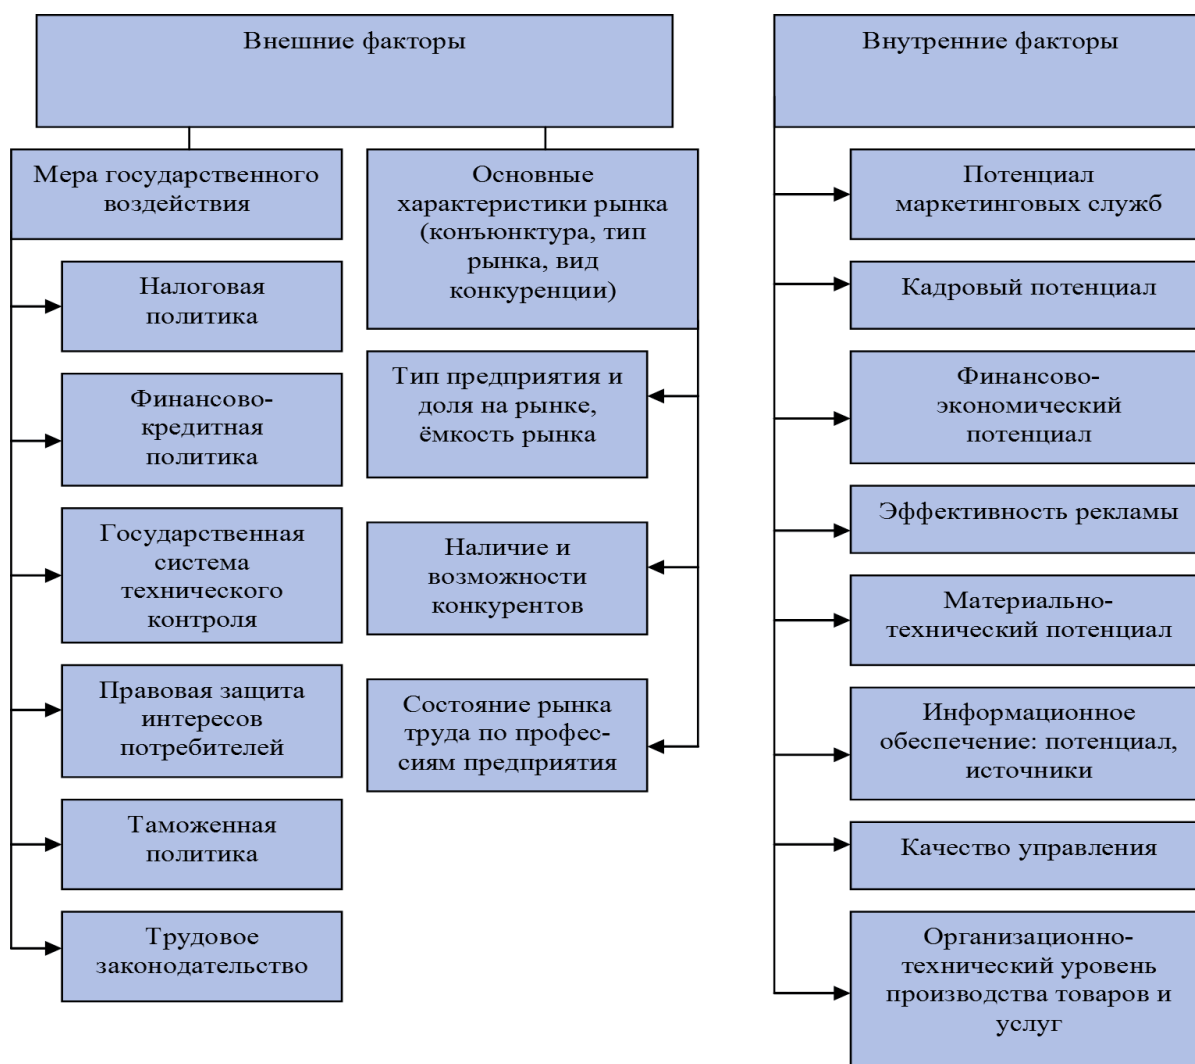 Внешние факторы
Мера государственного
воздействия
Налоговая
политика
Финансово-
кредитная
политика
Государственная
система
технического
контроля
Правовая защита
интересов
потребителей
Таможенная
политика
Трудовое
законодательство
Основные
характеристики рынка
(конъюнктура, тип
рынка, вид
конкуренции)
Тип предприятия и
доля на рынке,
ёмкость рынка
Наличие и
возможности
конкурентов
Состояние рынка
труда по профес-
сиям предприятия
Внутренние факторы
Потенциал
маркетинговых служб
Кадровый потенциал
Финансово-
экономический
потенциал
Эффективность рекламы
Материально-
технический потенциал
Информационное
обеспечение: потенциал,
источники
Качество управления
Организационно-
технический уровень
производства товаров и
услуг